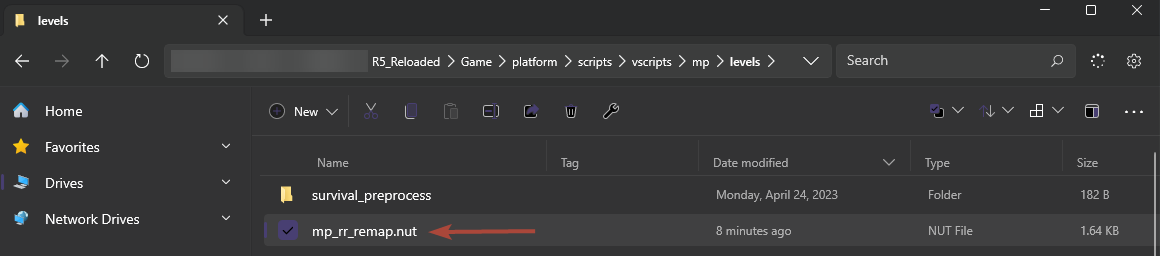 levels
R5_Reloaded > Game > platform > scripts > vscripts > mp > levels >
Search
Home
New
Favorites
Name Tag Date modified Type Size
Drives
survival_preprocess Monday, April 24, 2023 Folder 182 B
Network Drives
mp_rr_remap.nut 8 minutes ago NUT File 1.64 KB